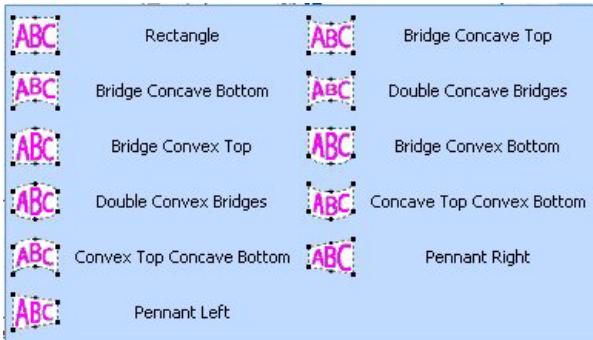 ABC Rectangle ABC Bridge Concave Top
ABC Bridge Concave Bottom ABC Double Concave Bridges
ABC Bridge Convex Top ABC Bridge Convex Bottom
ABC Double Convex Bridges ABC Concave Top Convex Bottom
ABC Convex Top Concave Bottom ABC Pennant Right
ABC Pennant Left